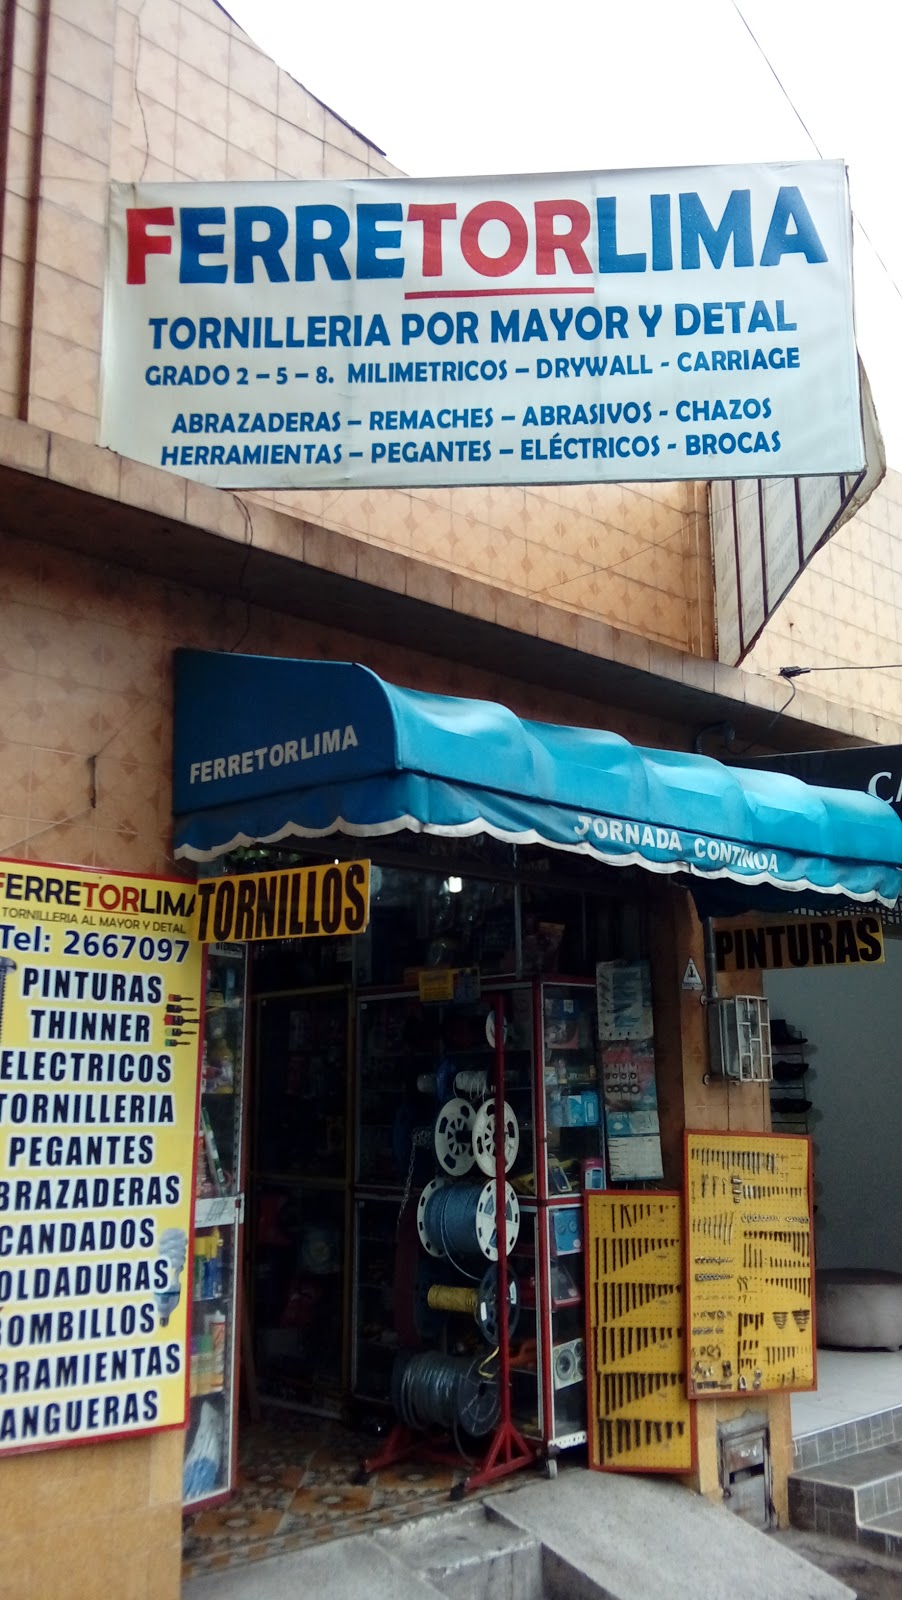 FERRETORLIMA
TORNILLERIA POR MAYOR Y DETAL
GRADO 2 – 5 – 8. MILIMETRICOS – DRYWALL - CARRIAGE
ABRAZADERAS – REMACHES – ABRASIVOS - CHAZOS
HERRAMIENTAS – PEGANTES – ELÉCTRICOS - BROCAS
FERRETORLIMA
JORNADA CONTINUA
TORNILLOS
PINTURAS
FERRETORLIMA
TORNILLERIA AL MAYOR Y DETAL
Tel: 2667097
PINTURAS
THINNER
ELECTRICOS
TORNILLERIA
PEGANTES
BRAZADERAS
CANDADOS
OLDADURAS
OMBILLOS
RRAMIENTAS
ANGUERAS